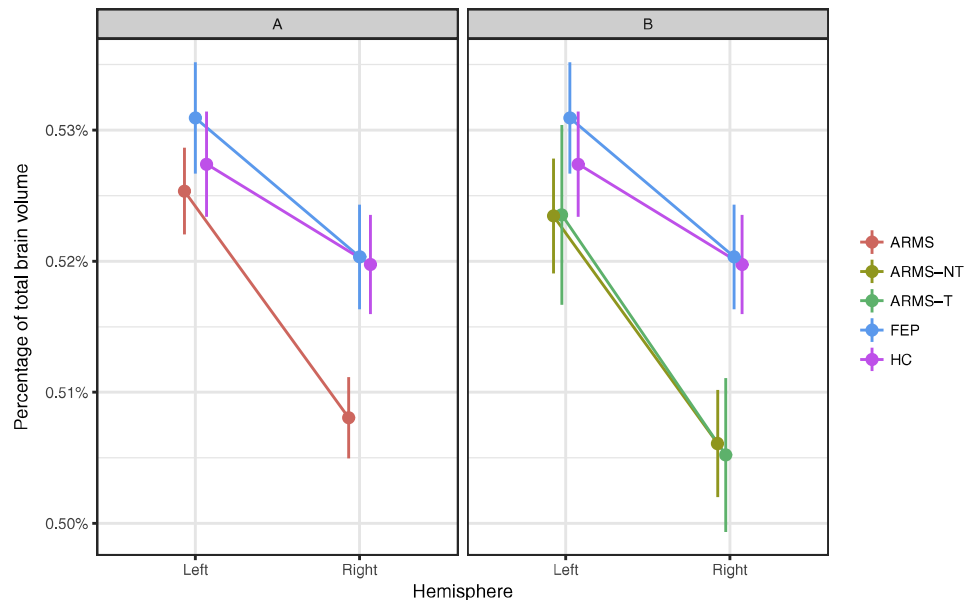 A
B
Percentage of total brain volume
0.53%
0.52%
0.51%
0.50%
Left
Right
Left
Right
Hemisphere
ARMS
ARMS−NT
ARMS−T
FEP
HC